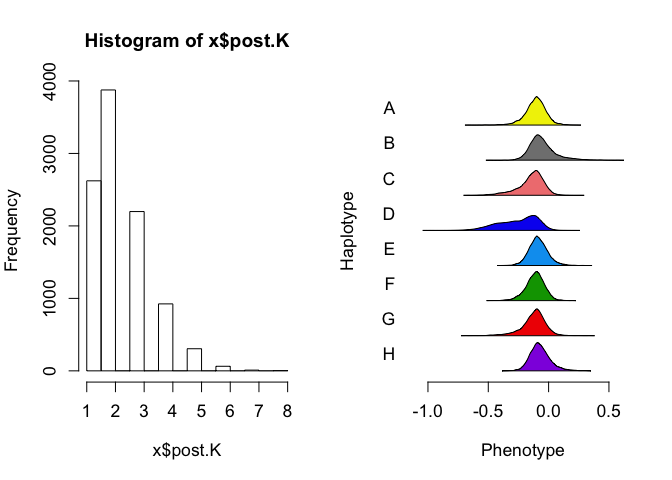 Histogram of x$post.K
Frequency
4000
3000
2000
1000
0
1 2 3 4 5 6 7 8
x$post.K
Haplotype
A
B
C
D
E
F
G
H
-1.0 -0.5 0.0 0.5
Phenotype